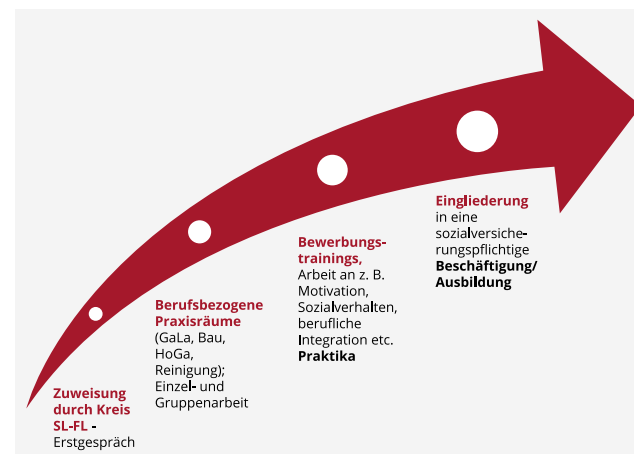 Zuweisung
durch Kreis
SL-FL -
Erstgespräch
Berufsbezogene
Praxisräume
(GaLa, Bau,
HoGa,
Reinigung);
Einzel- und
Gruppenarbeit
Bewerbungs-
trainings,
Arbeit an z. B.
Motivation,
Sozialverhalten,
berufliche
Integration etc.
Praktika
Eingliederung
in eine
sozialversiche-
rungspflichtige
Beschäftigung/
Ausbildung